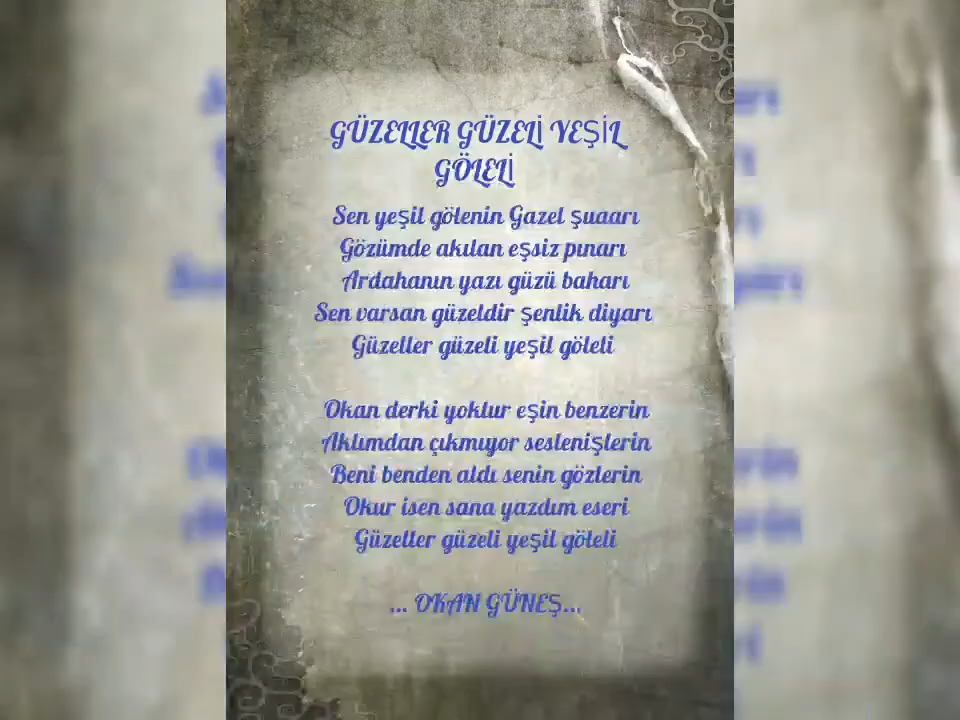 GÜZELLER GÜZELİ YEŞİL
GÖLELİ
Sen yeşil gölenin Gazel şuaarı
Gözümde akılan eşsiz pınarı
Ardahanın yazı güzü baharı
Sen varsan güzeldir şenlik diyarı
Güzeller güzeli yeşil göleli
Okan derki yoktur eşin benzerin
Aklımdan çıkmıyor seslenişlerin
Beni benden aldı senin gözlerin
Okur isen sana yazdım eseri
Güzeller güzeli yeşil göleli
... OKAN GÜNEŞ...